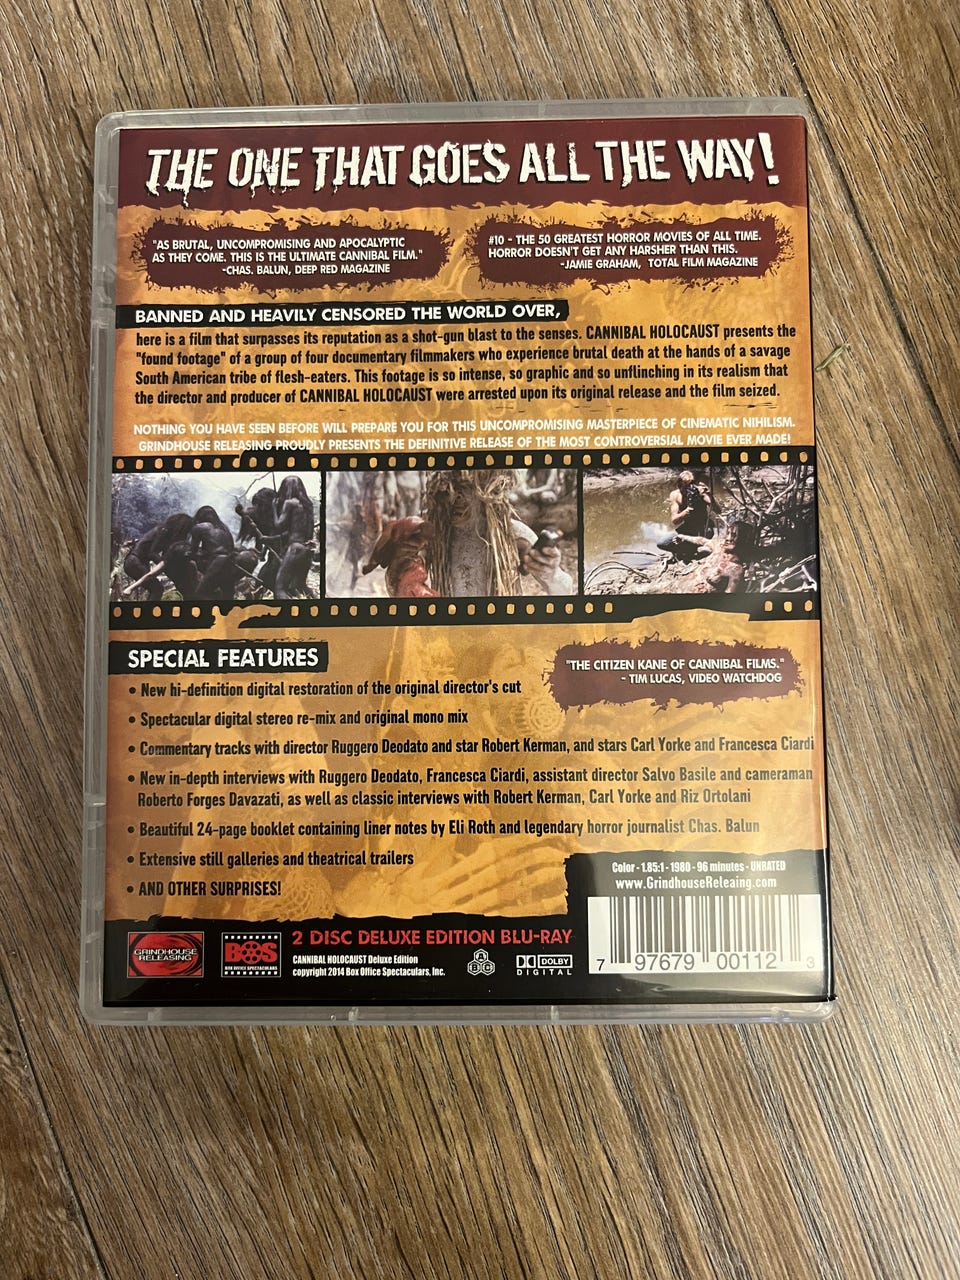 THE ONE THAT GOES ALL THE WAY!
"AS BRUTAL, UNCOMPROMISING AND APOCALYPTIC
AS THEY COME. THIS IS THE ULTIMATE CANNIBAL FILM."
-CHAS. BALUN, DEEP RED MAGAZINE
#10 - THE 50 GREATEST HORROR MOVIES OF ALL TIME.
HORROR DOESN'T GET ANY HARSHER THAN THIS.
-JAMIE GRAHAM, TOTAL FILM MAGAZINE
BANNED AND HEAVILY CENSORED THE WORLD OVER,
here is a film that surpasses its reputation as a shot-gun blast to the senses. CANNIBAL HOLOCAUST presents the
"found footage" of a group of four documentary filmmakers who experience brutal death at the hands of a savage
South American tribe of flesh-eaters. This footage is so intense, so graphic and so unflinching in its realism that
the director and producer of CANNIBAL HOLOCAUST were arrested upon its original release and the film seized.
NOTHING YOU HAVE SEEN BEFORE WILL PREPARE YOU FOR THIS UNCOMPROMISING MASTERPIECE OF CINEMATIC NIHILISM.
GRINDHOUSE RELEASING PROUDLY PRESENTS THE DEFINITIVE RELEASE OF THE MOST CONTROVERSIAL MOVIE EVER MADE!
SPECIAL FEATURES
"THE CITIZEN KANE OF CANNIBAL FILMS."
- TIM LUCAS, VIDEO WATCHDOG
• New hi-definition digital restoration of the original director's cut
• Spectacular digital stereo re-mix and original mono mix
• Commentary tracks with director Ruggero Deodato and star Robert Kerman, and stars Carl Yorke and Francesca Ciardi
• New in-depth interviews with Ruggero Deodato, Francesca Ciardi, assistant director Salvo Basile and cameraman
Roberto Forges Davazati, as well as classic interviews with Robert Kerman, Carl Yorke and Riz Ortolani
• Beautiful 24-page booklet containing liner notes by Eli Roth and legendary horror journalist Chas. Balun
• Extensive still galleries and theatrical trailers
• AND OTHER SURPRISES!
Color - 1.85:1 - 1980 - 96 minutes - UNRATED
www.GrindhouseReleaing.com
GRINDHOUSE
RELEASING
BOS
BOX OFFICE SPECTACULARS
2 DISC DELUXE EDITION BLU-RAY
CANNIBAL HOLOCAUST Deluxe Edition
copyright 2014 Box Office Spectaculars, Inc.
A
B C
DOLBY
DIGITAL
7 97679 00112 3